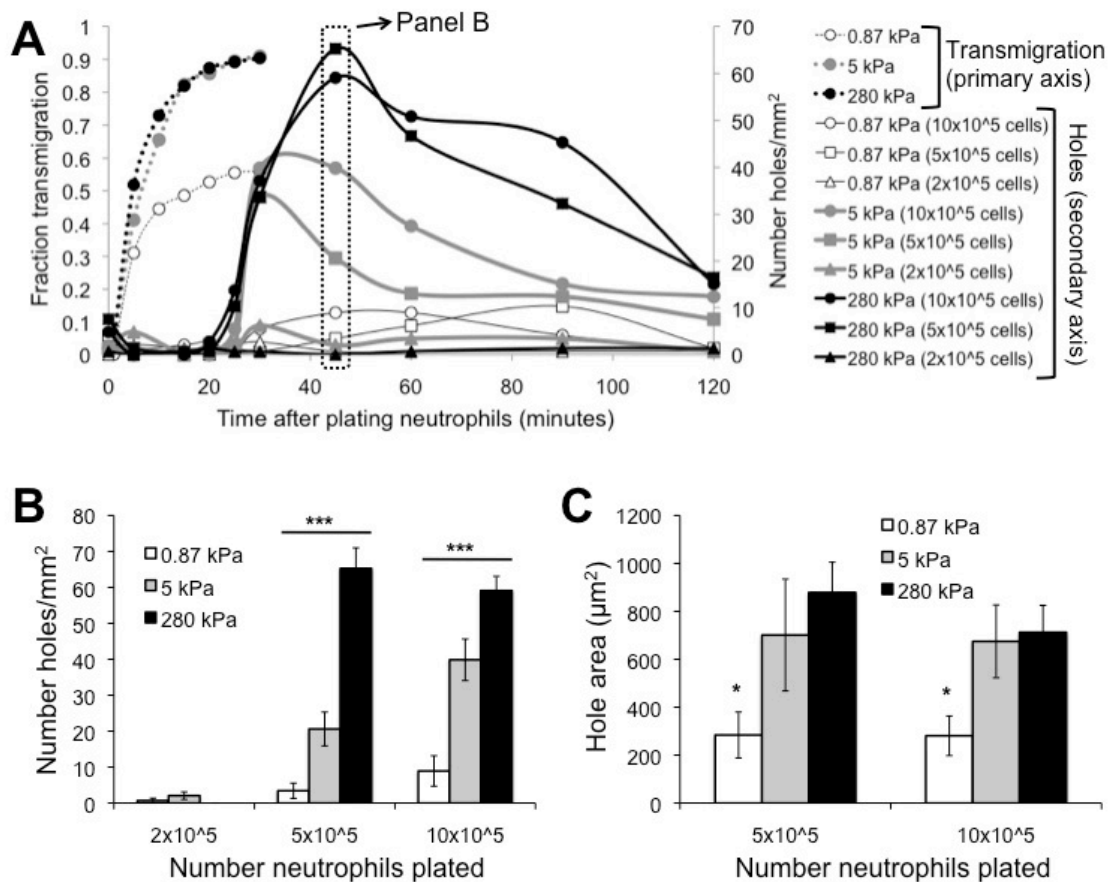 A
Panel B
1
0.9
0.8
0.7
0.6
0.5
0.4
0.3
0.2
0.1
0
Fraction transmigration
70
60
50
40
30
20
10
0
Number holes/mm²
0 20 40 60 80 100 120
Time after plating neutrophils (minutes)
0.87 kPa
5 kPa
280 kPa
Transmigration
(primary axis)
0.87 kPa (10x10^5 cells)
0.87 kPa (5x10^5 cells)
0.87 kPa (2x10^5 cells)
5 kPa (10x10^5 cells)
5 kPa (5x10^5 cells)
5 kPa (2x10^5 cells)
280 kPa (10x10^5 cells)
280 kPa (5x10^5 cells)
280 kPa (2x10^5 cells)
Holes (secondary axis)
B
80
70
60
50
40
30
20
10
0
Number holes/mm²
0.87 kPa
5 kPa
280 kPa
***
***
2x10^5 5x10^5 10x10^5
Number neutrophils plated
C
1200
1000
800
600
400
200
0
Hole area (µm²)
0.87 kPa
5 kPa
280 kPa
*
*
5x10^5 10x10^5
Number neutrophils plated